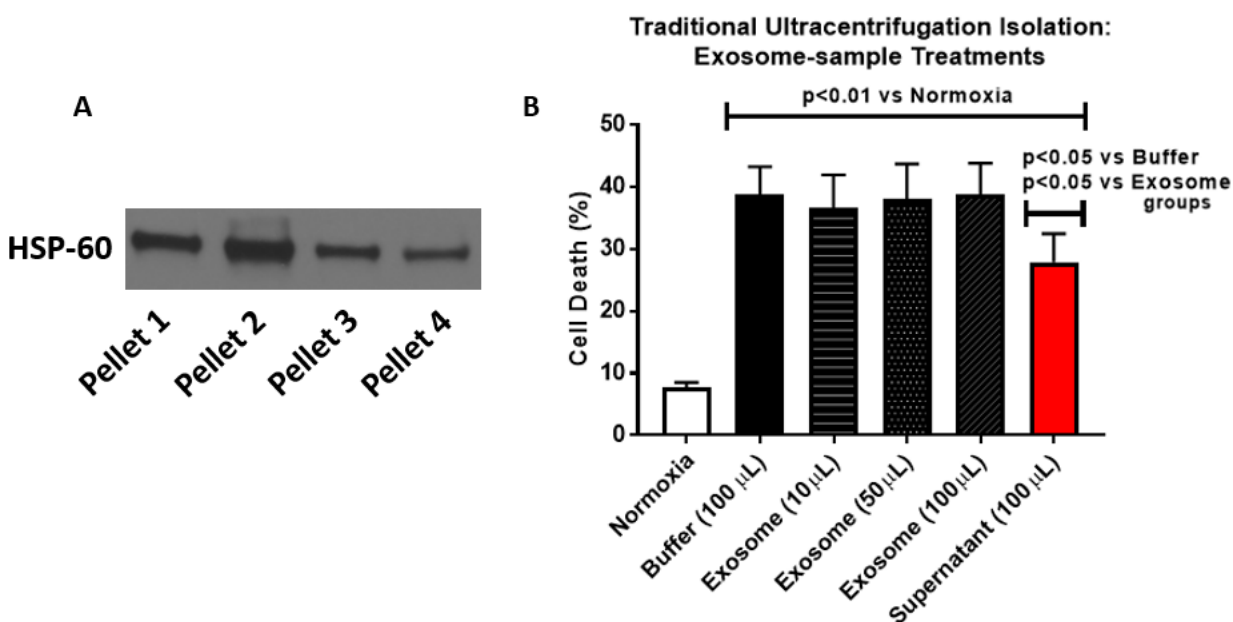 A
HSP-60
Pellet 1
Pellet 2
Pellet 3
Pellet 4
B
Traditional Ultracentrifugation Isolation:
Exosome-sample Treatments
p<0.01 vs Normoxia
p<0.05 vs Buffer
p<0.05 vs Exosome
groups
Cell Death (%)
50
40
30
20
10
0
Normoxia
Buffer (100 μL)
Exosome (10μL)
Exosome (50μL)
Exosome (100μL)
Supernatant (100 μL)